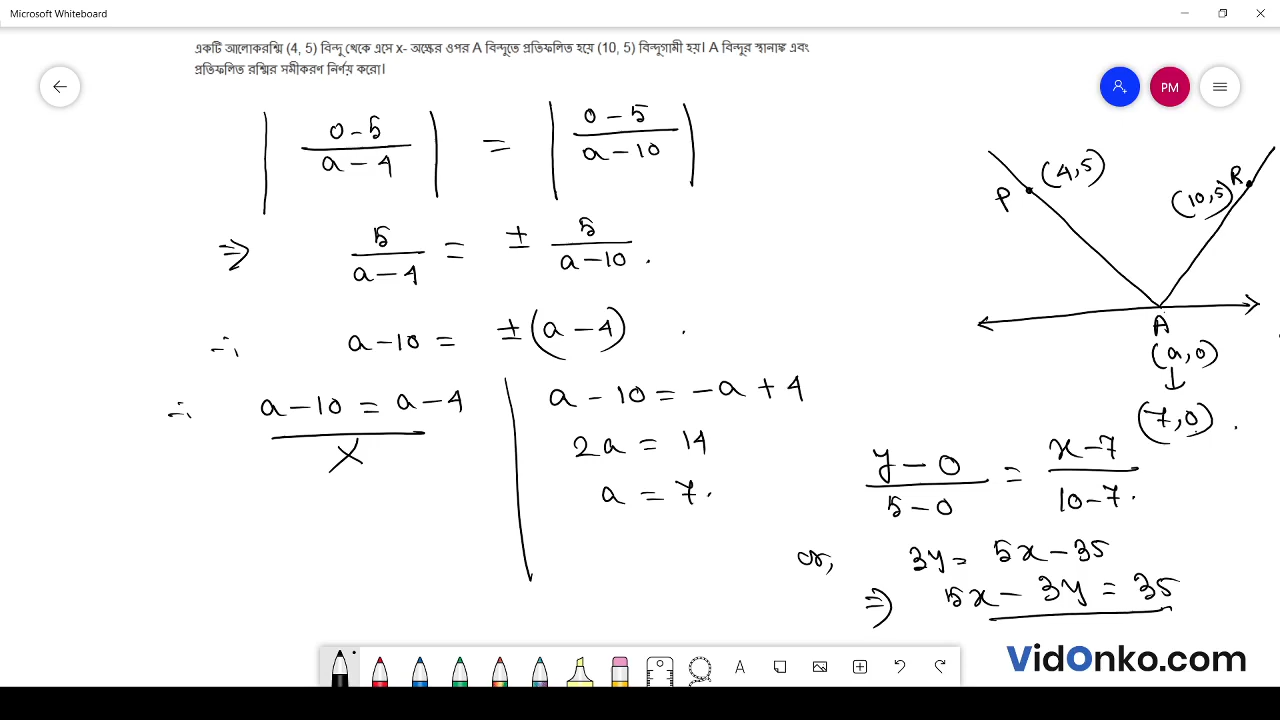 Microsoft Whiteboard
একটি আলোকরশ্মি (4, 5) বিন্দু থেকে এসে x- অক্ষের ওপর A বিন্দুতে প্রতিফলিত হয়ে (10, 5) বিন্দুগামী হয়। A বিন্দুর স্থানাঙ্ক এবং
প্রতিফলিত রশ্মির সমীকরণ নির্ণয় করো।
PM
| (0-5)/(a-4) | = | (0-5)/(a-10) |
⇒ 5/(a-4) = ± 5/(a-10) .
∴ a-10 = ±(a-4) .
∴ a-10 = a-4
X
a - 10 = -a + 4
2a = 14
a = 7.
P (4,5)
(10,5) R
A
(a,0)
↓
(7,0) .
(y-0)/(5-0) = (x-7)/(10-7).
or, 3y = 5x-35
⇒ 5x - 3y = 35
A
VidOnko.com